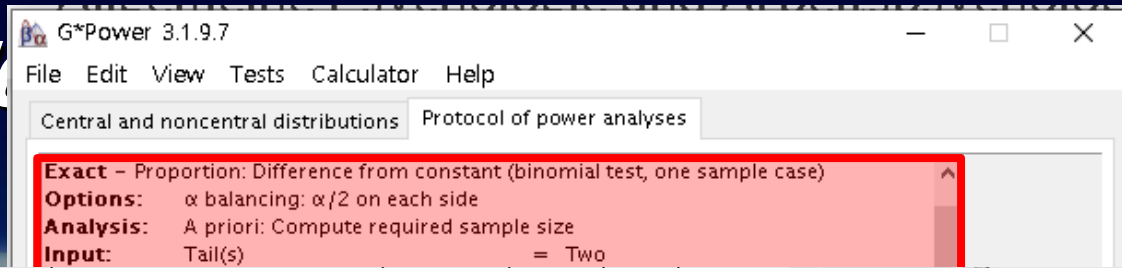 G*Power 3.1.9.7
File Edit View Tests Calculator Help
Central and noncentral distributions Protocol of power analyses
Exact – Proportion: Difference from constant (binomial test, one sample case)
Options: α balancing: α/2 on each side
Analysis: A priori: Compute required sample size
Input: Tail(s) = Two